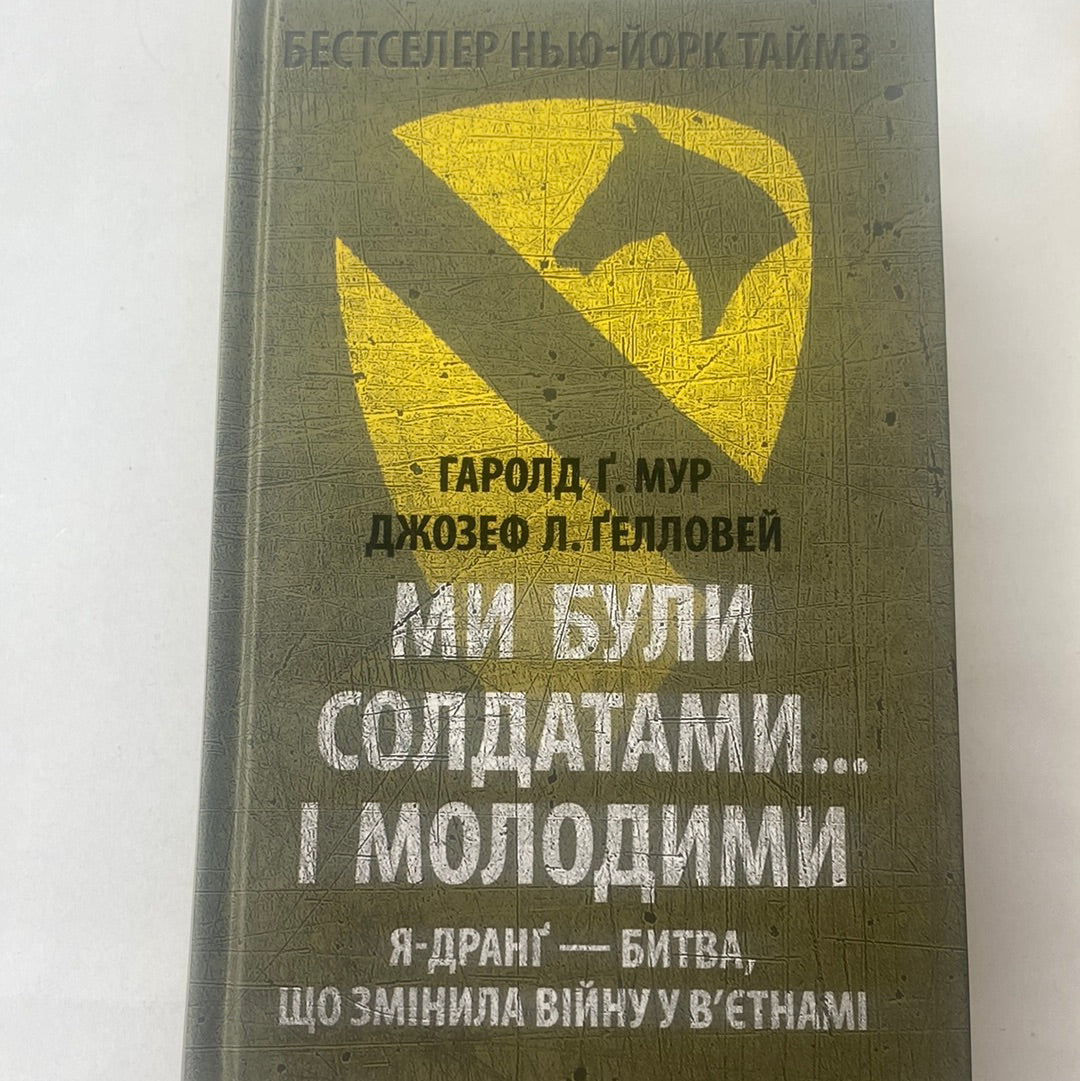 БЕСТСЕЛЕР НЬЮ-ЙОРК ТАЙМЗ
ГАРОЛД Ґ. МУР
ДЖОЗЕФ Л. ҐЕЛЛОВЕЙ
МИ БУЛИ
СОЛДАТАМИ...
І МОЛОДИМИ
Я-ДРАНҐ — БИТВА,
ЩО ЗМІНИЛА ВІЙНУ У В’ЄТНАМІ